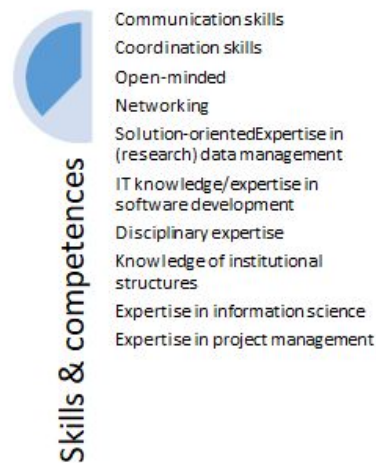 Communication skills
Coordination skills
Open-minded
Networking
Solution-orientedExpertise in
(research) data management
IT knowledge/expertise in
software development
Disciplinary expertise
Knowledge of institutional
structures
Expertise in information science
Expertise in project management
Skills & competences